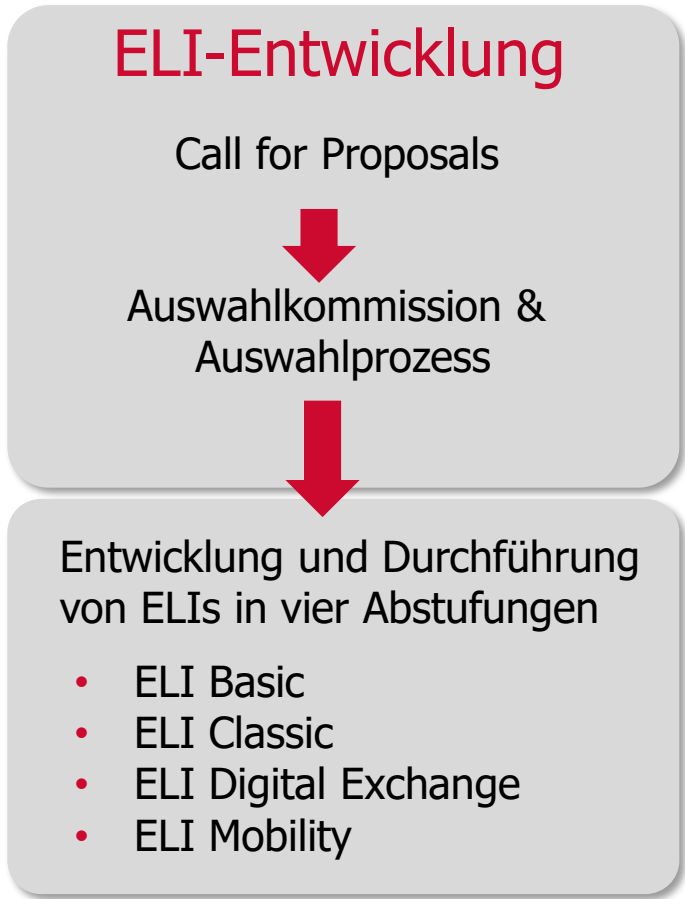 ELI-Entwicklung
Call for Proposals
Auswahlkommission &
Auswahlprozess
Entwicklung und Durchführung
von ELIs in vier Abstufungen
• ELI Basic
• ELI Classic
• ELI Digital Exchange
• ELI Mobility